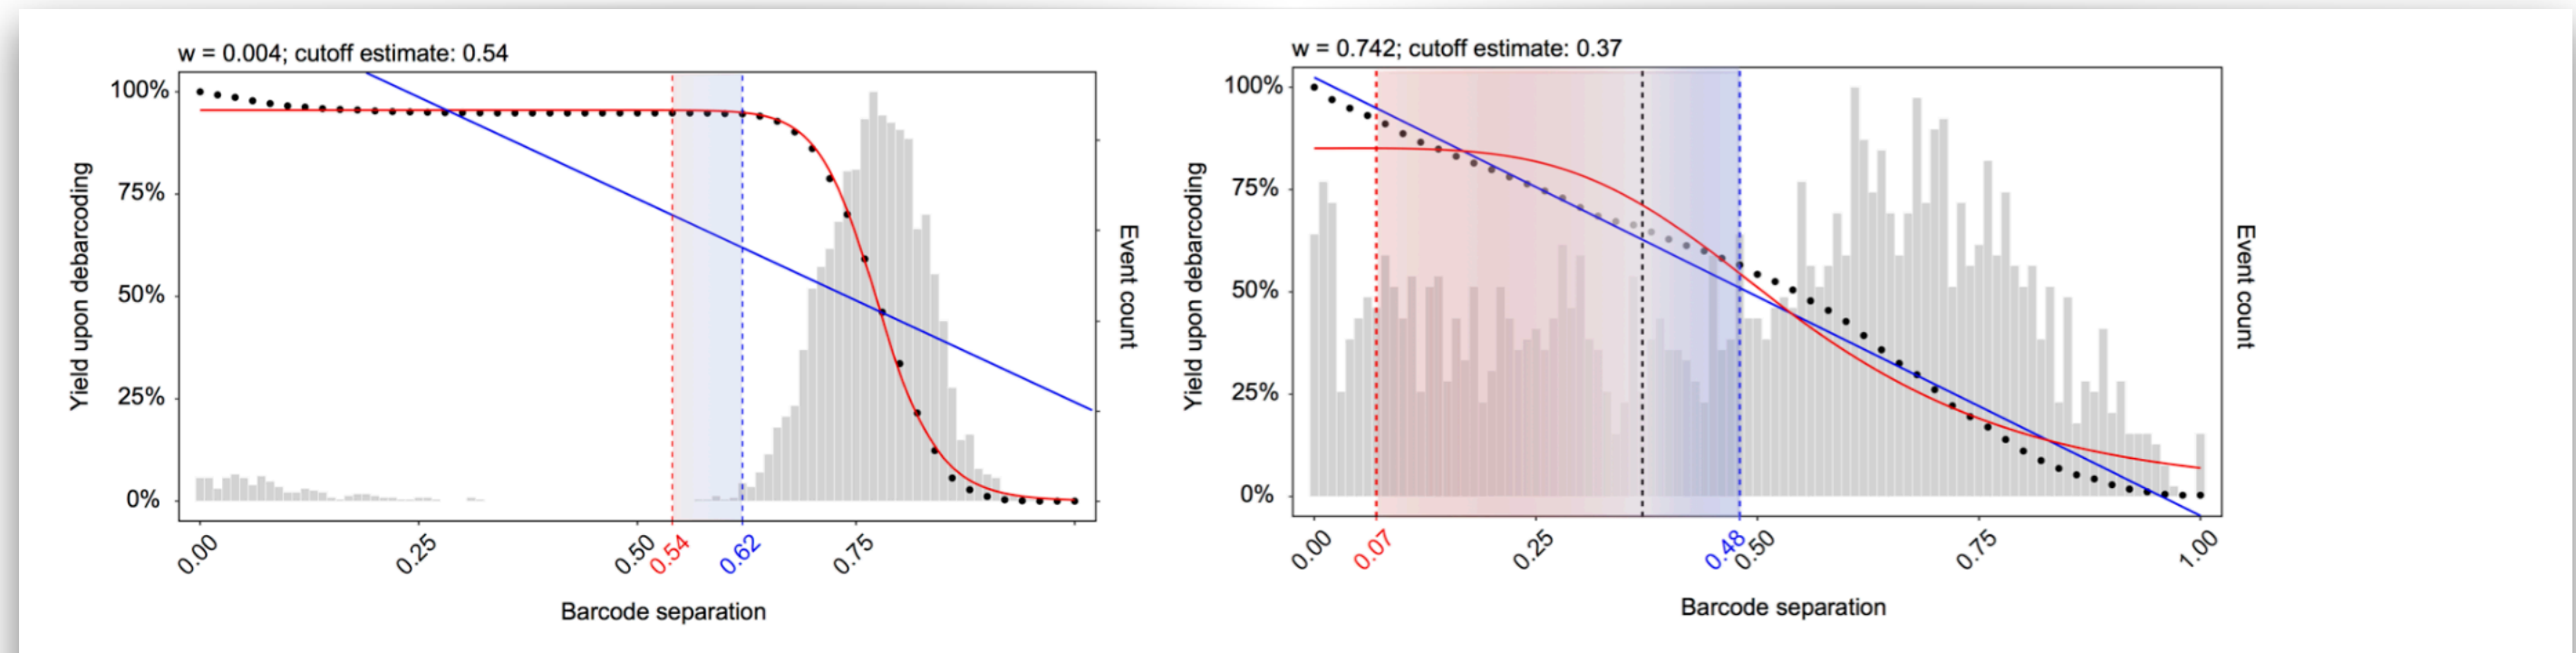 w = 0.004; cutoff estimate: 0.54
100%
75%
50%
25%
0%
Yield upon debarcoding
Event count
0.00
0.25
0.50
0.54
0.62
0.75
Barcode separation
w = 0.742; cutoff estimate: 0.37
100%
75%
50%
25%
0%
Yield upon debarcoding
Event count
0.00
0.07
0.25
0.48
0.50
0.75
1.00
Barcode separation